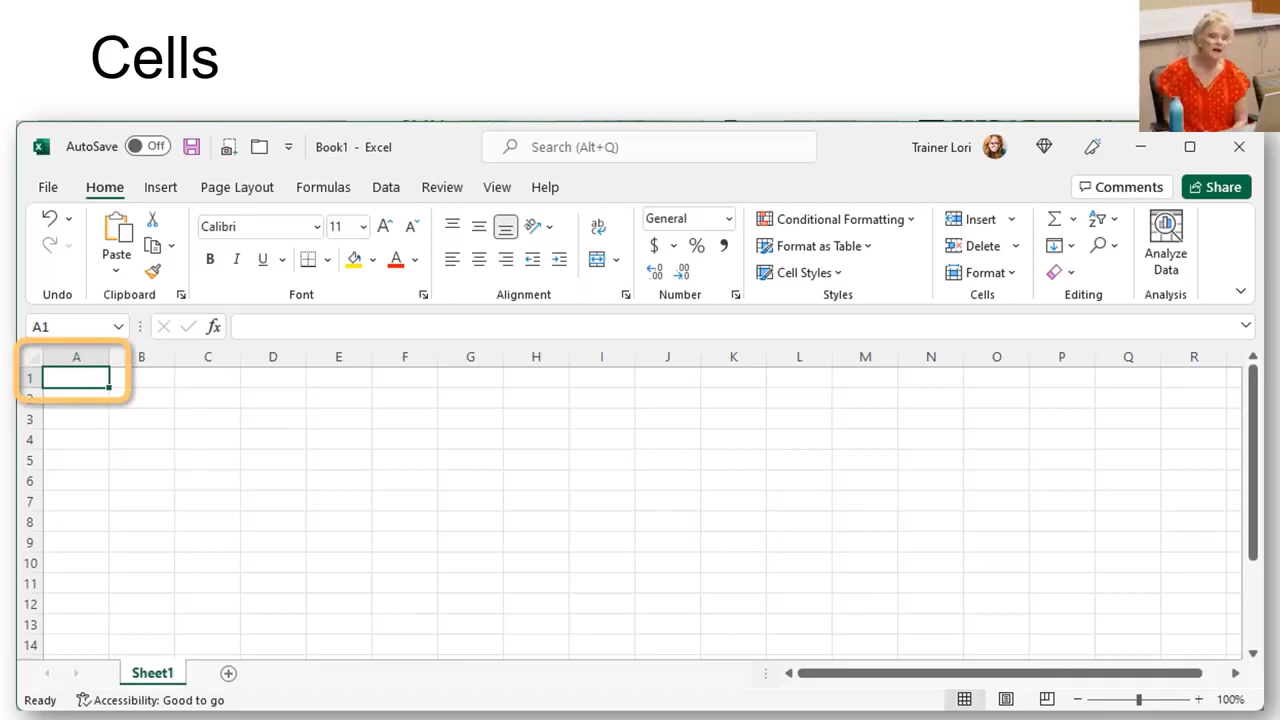 Cells
AutoSave Off Book1 - Excel Search (Alt+Q) Trainer Lori
File Home Insert Page Layout Formulas Data Review View Help Comments Share
Calibri 11 General Conditional Formatting Insert
Paste B I U $ % Format as Table Delete Analyze Data
Cell Styles Format
Undo Clipboard Font Alignment Number Styles Cells Editing Analysis
A1 fx
A B C D E F G H I J K L M N O P Q R
1
2
3
4
5
6
7
8
9
10
11
12
13
14
Sheet1
Ready Accessibility: Good to go 100%